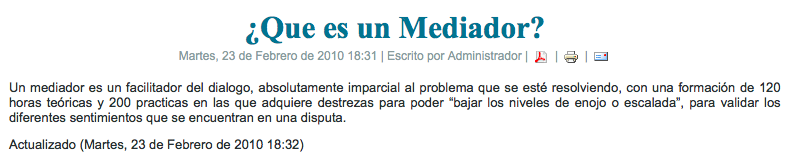 ¿Que es un Mediador?
Martes, 23 de Febrero de 2010 18:31 | Escrito por Administrador | | |
Un mediador es un facilitador del dialogo, absolutamente imparcial al problema que se esté resolviendo, con una formación de 120
horas teóricas y 200 practicas en las que adquiere destrezas para poder “bajar los niveles de enojo o escalada”, para validar los
diferentes sentimientos que se encuentran en una disputa.
Actualizado (Martes, 23 de Febrero de 2010 18:32)